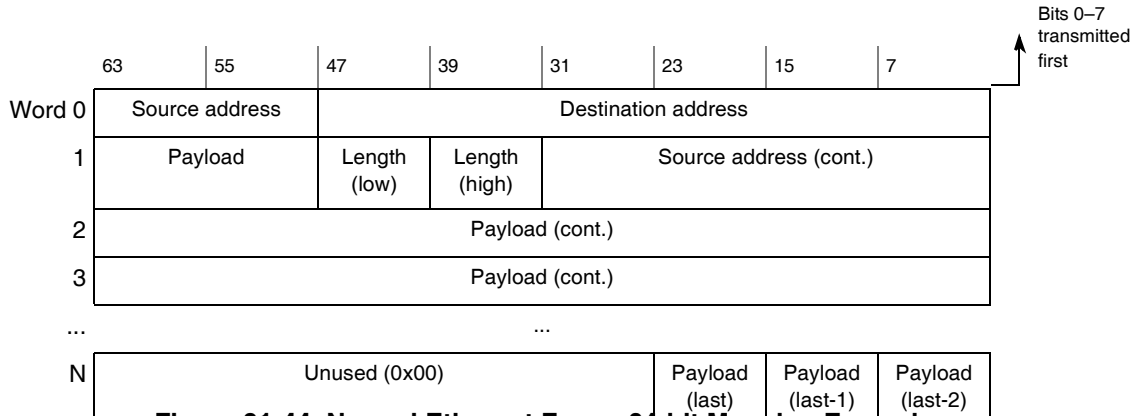 Bits 0–7
transmitted
first
63 55 47 39 31 23 15 7
Word 0 Source address Destination address
1 Payload Length (low) Length (high) Source address (cont.)
2 Payload (cont.)
3 Payload (cont.)
... ...
N Unused (0x00) Payload (last) Payload (last-1) Payload (last-2)